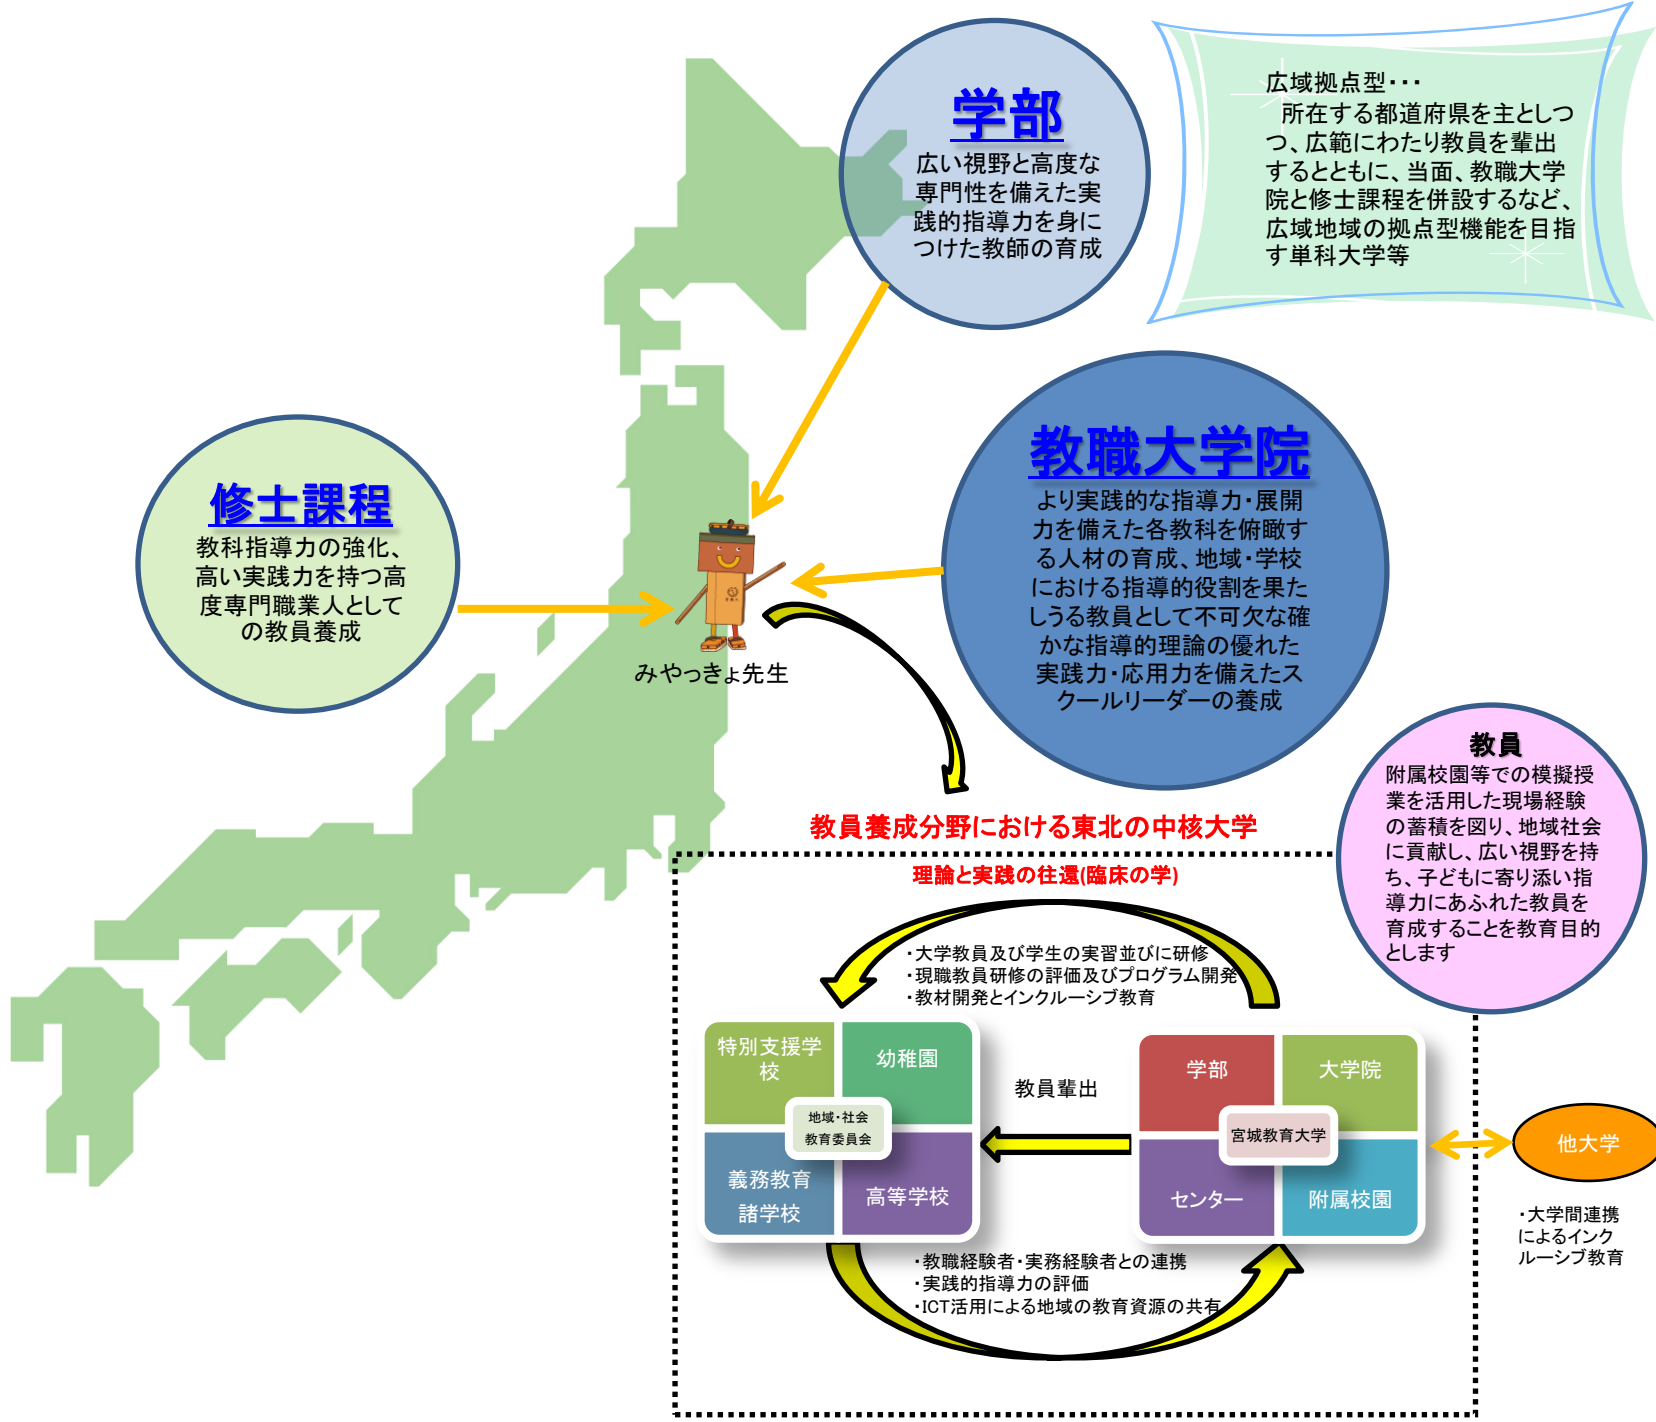 学部
広い視野と高度な
専門性を備えた実
践的指導力を身に
つけた教師の育成
広域拠点型・・・
所在する都道府県を主としつ
つ、広範にわたり教員を輩出
するとともに、当面、教職大学
院と修士課程を併設するなど、
広域地域の拠点型機能を目指
す単科大学等
修士課程
教科指導力の強化、
高い実践力を持つ高
度専門職業人として
の教員養成
教職大学院
より実践的な指導力・展開
力を備えた各教科を俯瞰す
る人材の育成、地域・学校
における指導的役割を果た
しうる教員として不可欠な確
かな指導的理論の優れた
実践力・応用力を備えたス
クールリーダーの養成
みやっきょ先生
教員
附属校園等での模擬授
業を活用した現場経験
の蓄積を図り、地域社会
に貢献し、広い視野を持
ち、子どもに寄り添い指
導力にあふれた教員を
育成することを教育目的
とします
教員養成分野における東北の中核大学
理論と実践の往還(臨床の学)
・大学教員及び学生の実習並びに研修
・現職教員研修の評価及びプログラム開発
・教材開発とインクルーシブ教育
特別支援学
校
幼稚園
地域・社会
教育委員会
義務教育
諸学校
高等学校
教員輩出
学部
大学院
宮城教育大学
センター
附属校園
他大学
・大学間連携
によるインク
ルーシブ教育
・教職経験者・実務経験者との連携
・実践的指導力の評価
・ICT活用による地域の教育資源の共有